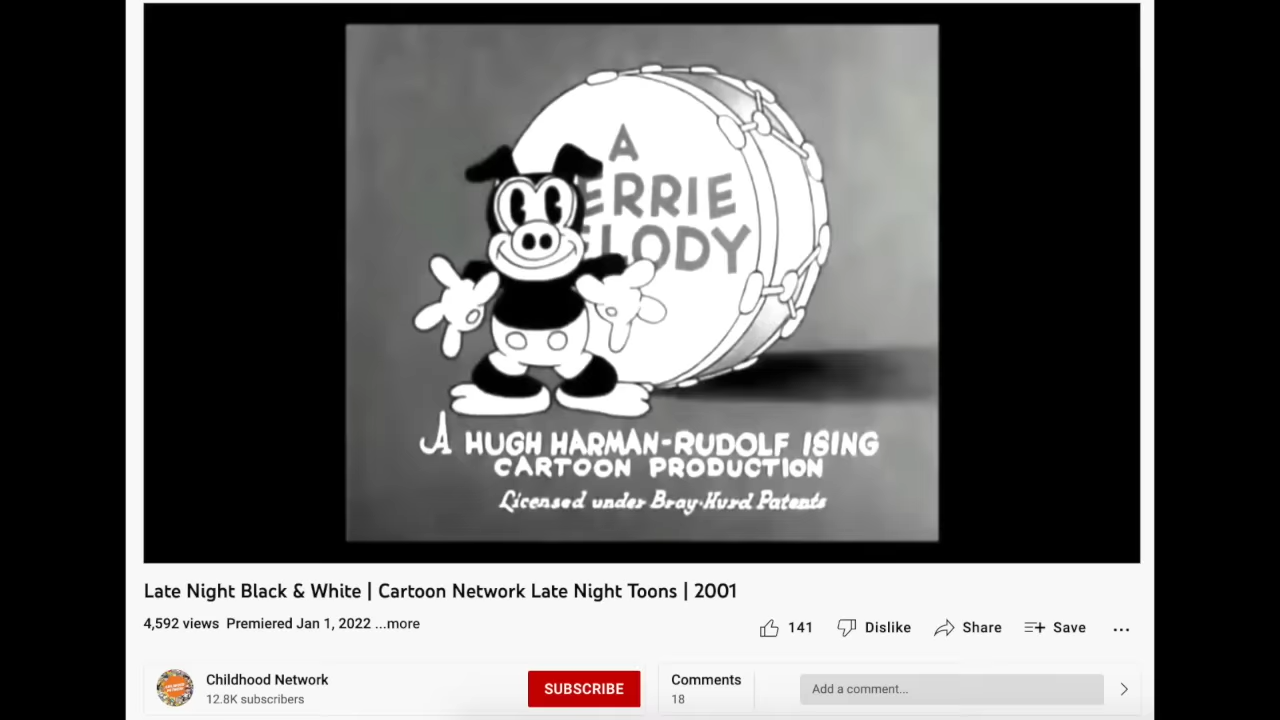 A
ERRIE
ELODY
A HUGH HARMAN-RUDOLF ISING
CARTOON PRODUCTION
Licensed under Bray-Hurd Patents
Late Night Black & White | Cartoon Network Late Night Toons | 2001
4,592 views Premiered Jan 1, 2022 ...more
141 Dislike Share Save
Childhood Network
12.8K subscribers
SUBSCRIBE
Comments
18
Add a comment...